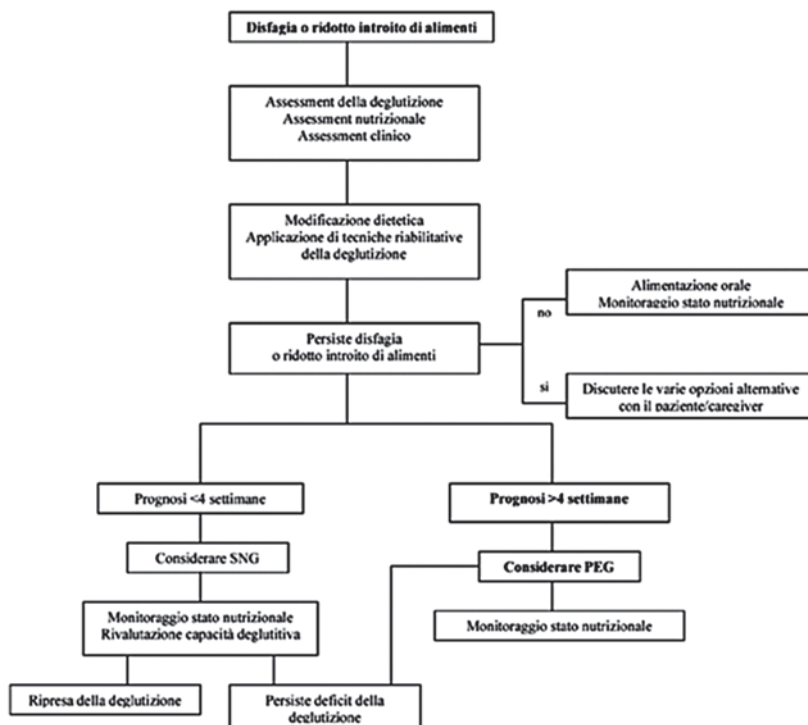 Disfagia o ridotto introito di alimenti
Assessment della deglutizione
Assessment nutrizionale
Assessment clinico
Modificazione dietetica
Applicazione di tecniche riabilitative
della deglutizione
Persiste disfagia
o ridotto introito di alimenti
no
Alimentazione orale
Monitoraggio stato nutrizionale
si
Discutere le varie opzioni alternative
con il paziente/caregiver
Prognosi <4 settimane
Prognosi >4 settimane
Considerare SNG
Considerare PEG
Monitoraggio stato nutrizionale
Rivalutazione capacità deglutitiva
Monitoraggio stato nutrizionale
Ripresa della deglutizione
Persiste deficit della
deglutizione